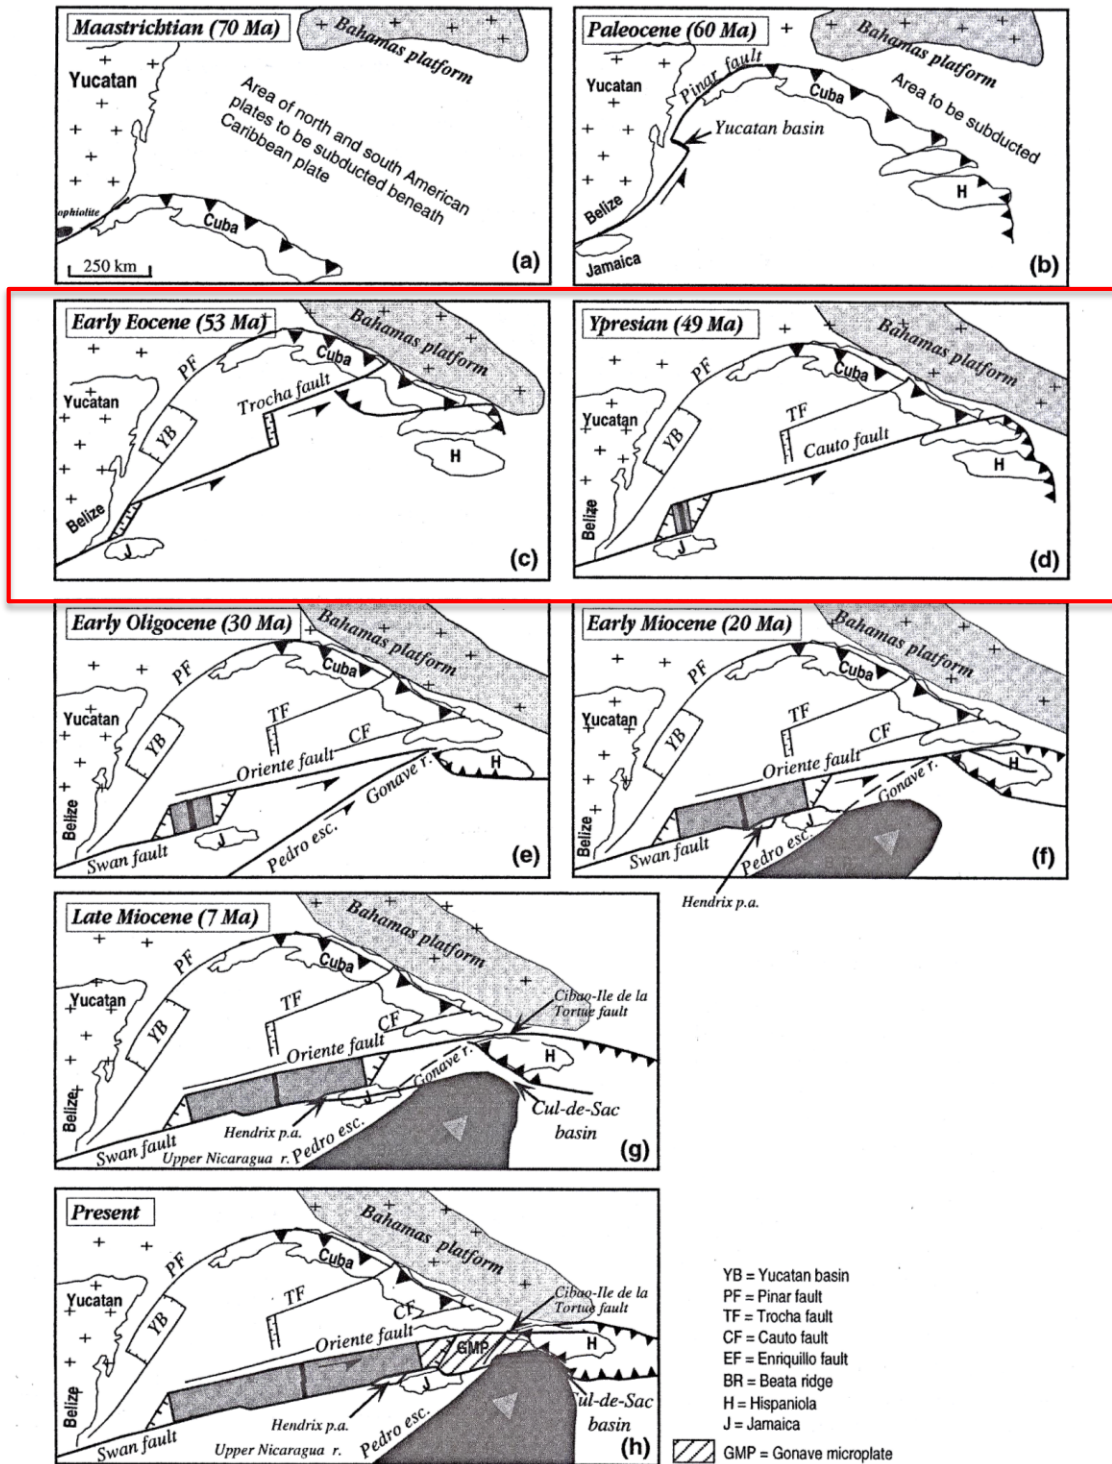 Maastrichtian (70 Ma)
Bahamas platform
Yucatan
Area of north and south American
plates to be subducted beneath
Caribbean plate
ophiolite
Cuba
250 km
(a)
Paleocene (60 Ma)
Bahamas platform
Pinar fault
Cuba
Area to be subducted
Yucatan basin
H
Belize
Jamaica
(b)
Early Eocene (53 Ma)
Bahamas platform
PF
Cuba
Yucatan
Trocha fault
YB
H
Belize
J
(c)
Ypresian (49 Ma)
Bahamas platform
PF
Cuba
Yucatan
TF
YB
Cauto fault
H
Belize
J
(d)
Early Oligocene (30 Ma)
Bahamas platform
PF
Cuba
Yucatan
TF
YB
CF
Oriente fault
H
Gonave r.
Belize
J
Swan fault
Pedro esc.
(e)
Early Miocene (20 Ma)
Bahamas platform
PF
Cuba
Yucatan
TF
YB
CF
Oriente fault
Gonave r.
H
Belize
J
Swan fault
Pedro esc.
(f)
Hendrix p.a.
Late Miocene (7 Ma)
Bahamas platform
PF
Cuba
Yucatan
Cibao-Ile de la
Tortue fault
TF
YB
CF
Oriente fault
Gonave r.
H
Belize
J
Cul-de-Sac
basin
Hendrix p.a.
Swan fault
Upper Nicaragua r.
Pedro esc.
(g)
Present
Bahamas platform
PF
Cuba
Yucatan
Cibao-Ile de la
Tortue fault
TF
YB
CF
Oriente fault
GMP
H
Belize
J
Cul-de-Sac
basin
Hendrix p.a.
Swan fault
Upper Nicaragua r.
Pedro esc.
(h)
YB = Yucatan basin
PF = Pinar fault
TF = Trocha fault
CF = Cauto fault
EF = Enriquillo fault
BR = Beata ridge
H = Hispaniola
J = Jamaica
GMP = Gonave microplate